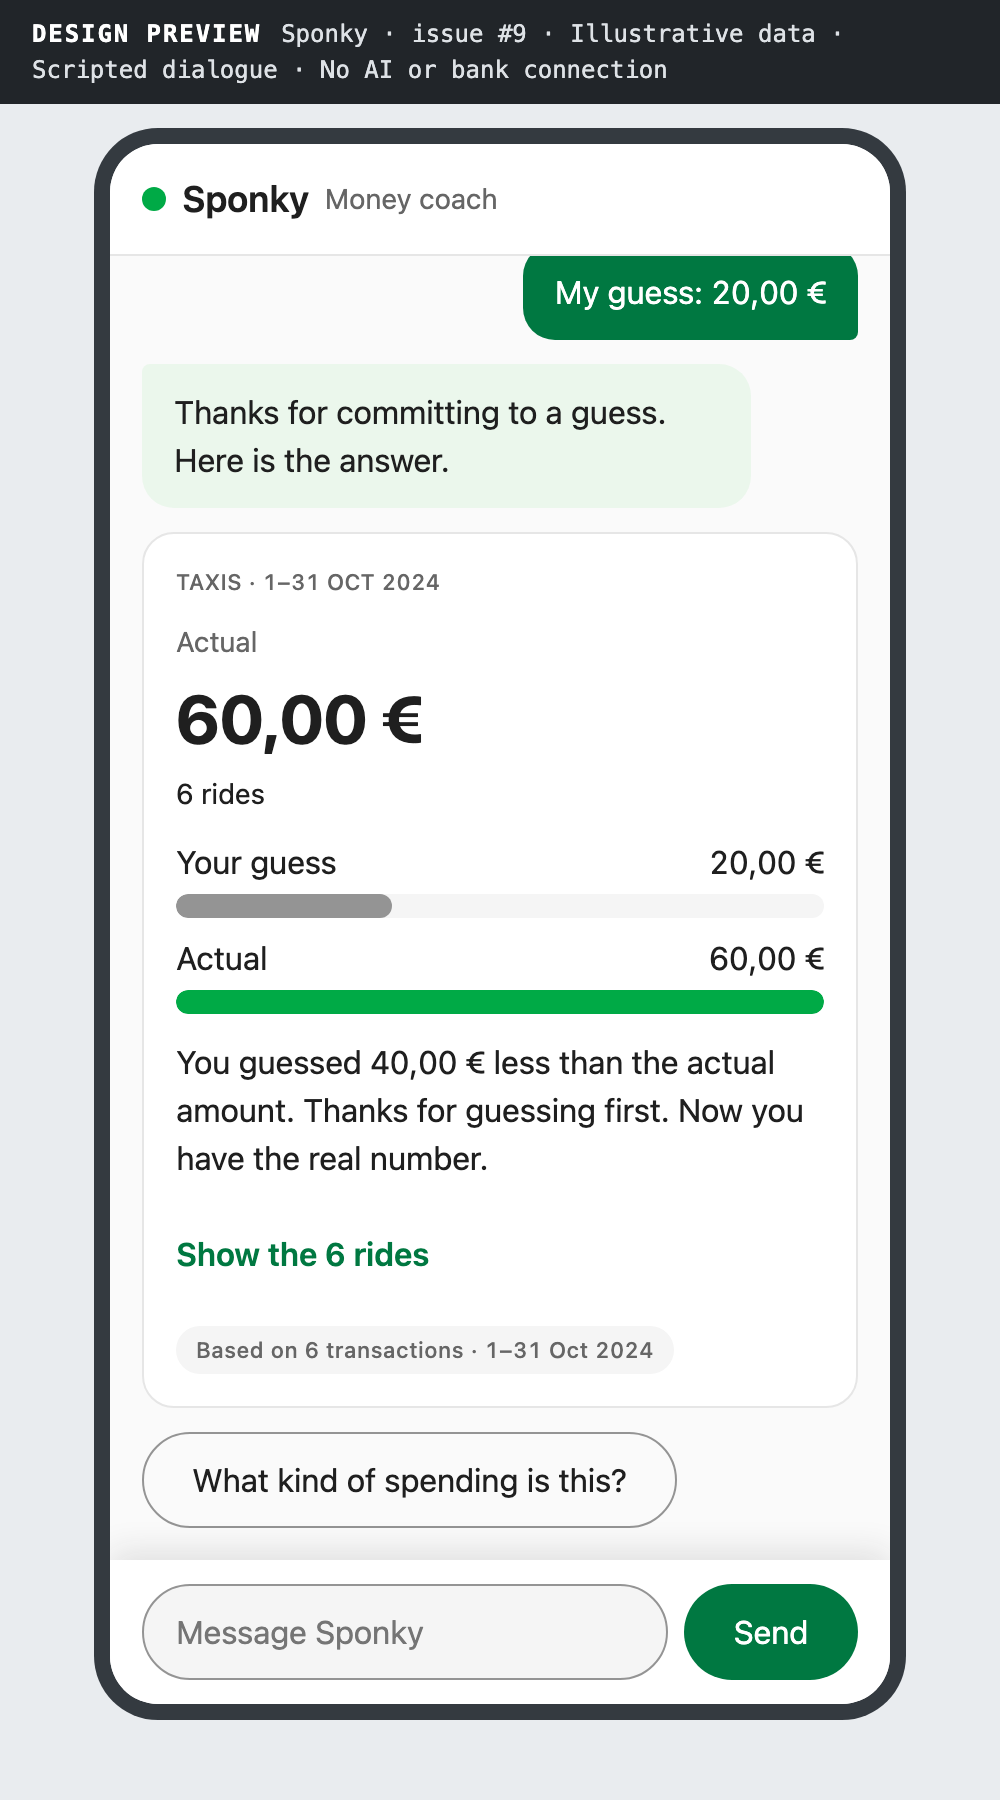 DESIGN PREVIEW Sponky · issue #9 · Illustrative data ·
Scripted dialogue · No AI or bank connection
Sponky Money coach
My guess: 20,00 €
Thanks for committing to a guess.
Here is the answer.
TAXIS · 1–31 OCT 2024
Actual
60,00 €
6 rides
Your guess 20,00 €
Actual 60,00 €
You guessed 40,00 € less than the actual
amount. Thanks for guessing first. Now you
have the real number.
Show the 6 rides
Based on 6 transactions · 1–31 Oct 2024
What kind of spending is this?
Message Sponky
Send